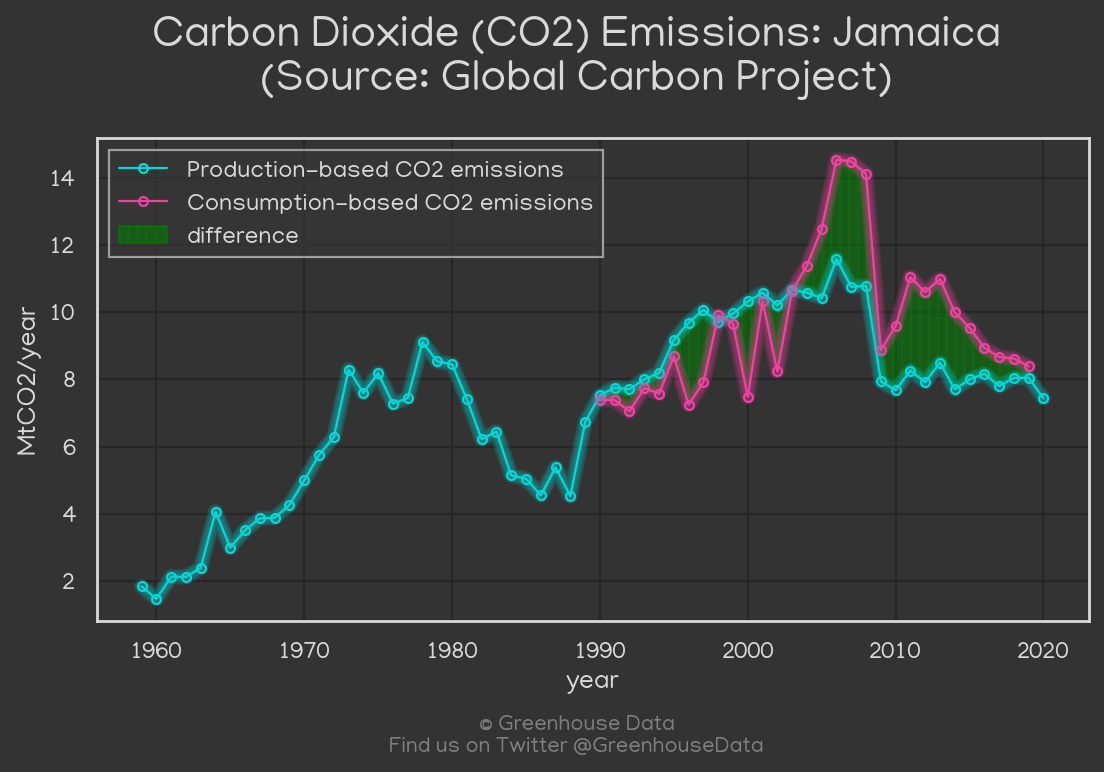 Carbon Dioxide (CO2) Emissions: Jamaica
(Source: Global Carbon Project)
Production-based CO2 emissions
Consumption-based CO2 emissions
difference
MtCO2/year
14
12
10
8
6
4
2
1960 1970 1980 1990 2000 2010 2020
year
© Greenhouse Data
Find us on Twitter @GreenhouseData